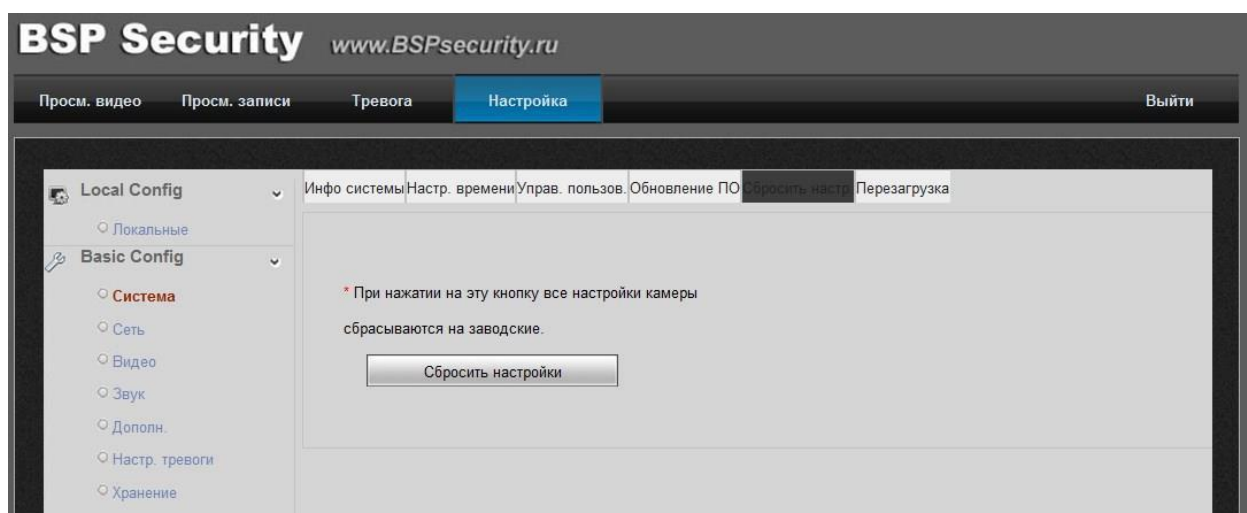 BSP Security www.BSPsecurity.ru
Просм. видео Просм. записи Тревога Настройка Выйти
Local Config
Локальные
Basic Config
Система
Сеть
Видео
Звук
Дополн.
Настр. тревоги
Хранение
Инфо системы Настр. времени Управ. пользов. Обновление ПО Сбросить настр. Перезагрузка
* При нажатии на эту кнопку все настройки камеры
сбрасываются на заводские.
Сбросить настройки